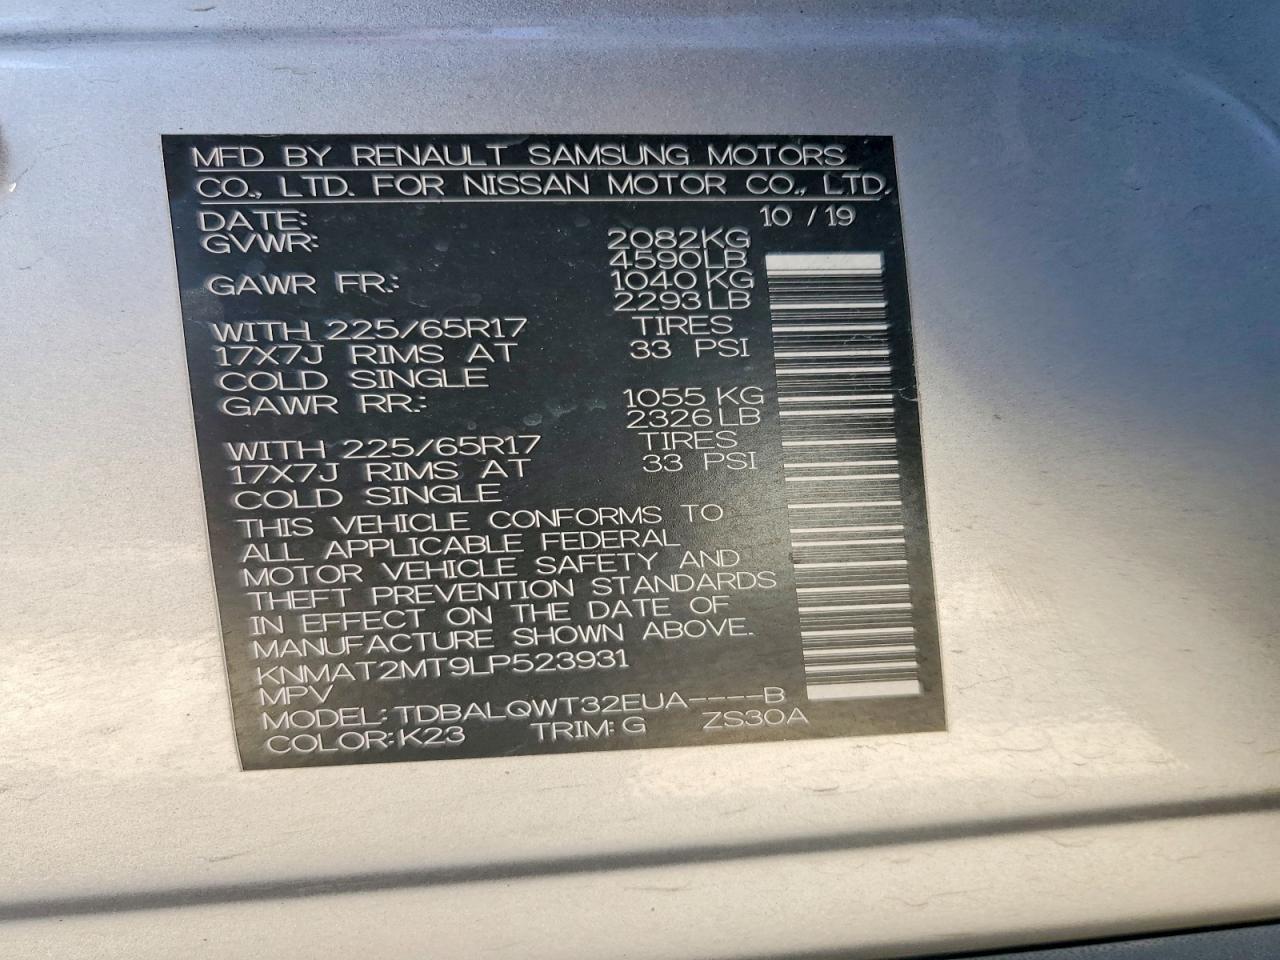 MFD BY RENAULT SAMSUNG MOTORS
CO., LTD. FOR NISSAN MOTOR CO., LTD.
DATE: 10 / 19
GVWR: 2082KG
4590LB
GAWR FR.: 1040 KG
2293 LB
WITH 225/65R17 TIRES
17X7J RIMS AT 33 PSI
COLD SINGLE
GAWR RR.: 1055 KG
2326 LB
WITH 225/65R17 TIRES
17X7J RIMS AT 33 PSI
COLD SINGLE
THIS VEHICLE CONFORMS TO
ALL APPLICABLE FEDERAL
MOTOR VEHICLE SAFETY AND
THEFT PREVENTION STANDARDS
IN EFFECT ON THE DATE OF
MANUFACTURE SHOWN ABOVE.
KNMAT2MT9LP523931
MPV
MODEL: TDBALQWT32EUA----B
COLOR: K23 TRIM: G ZS30A